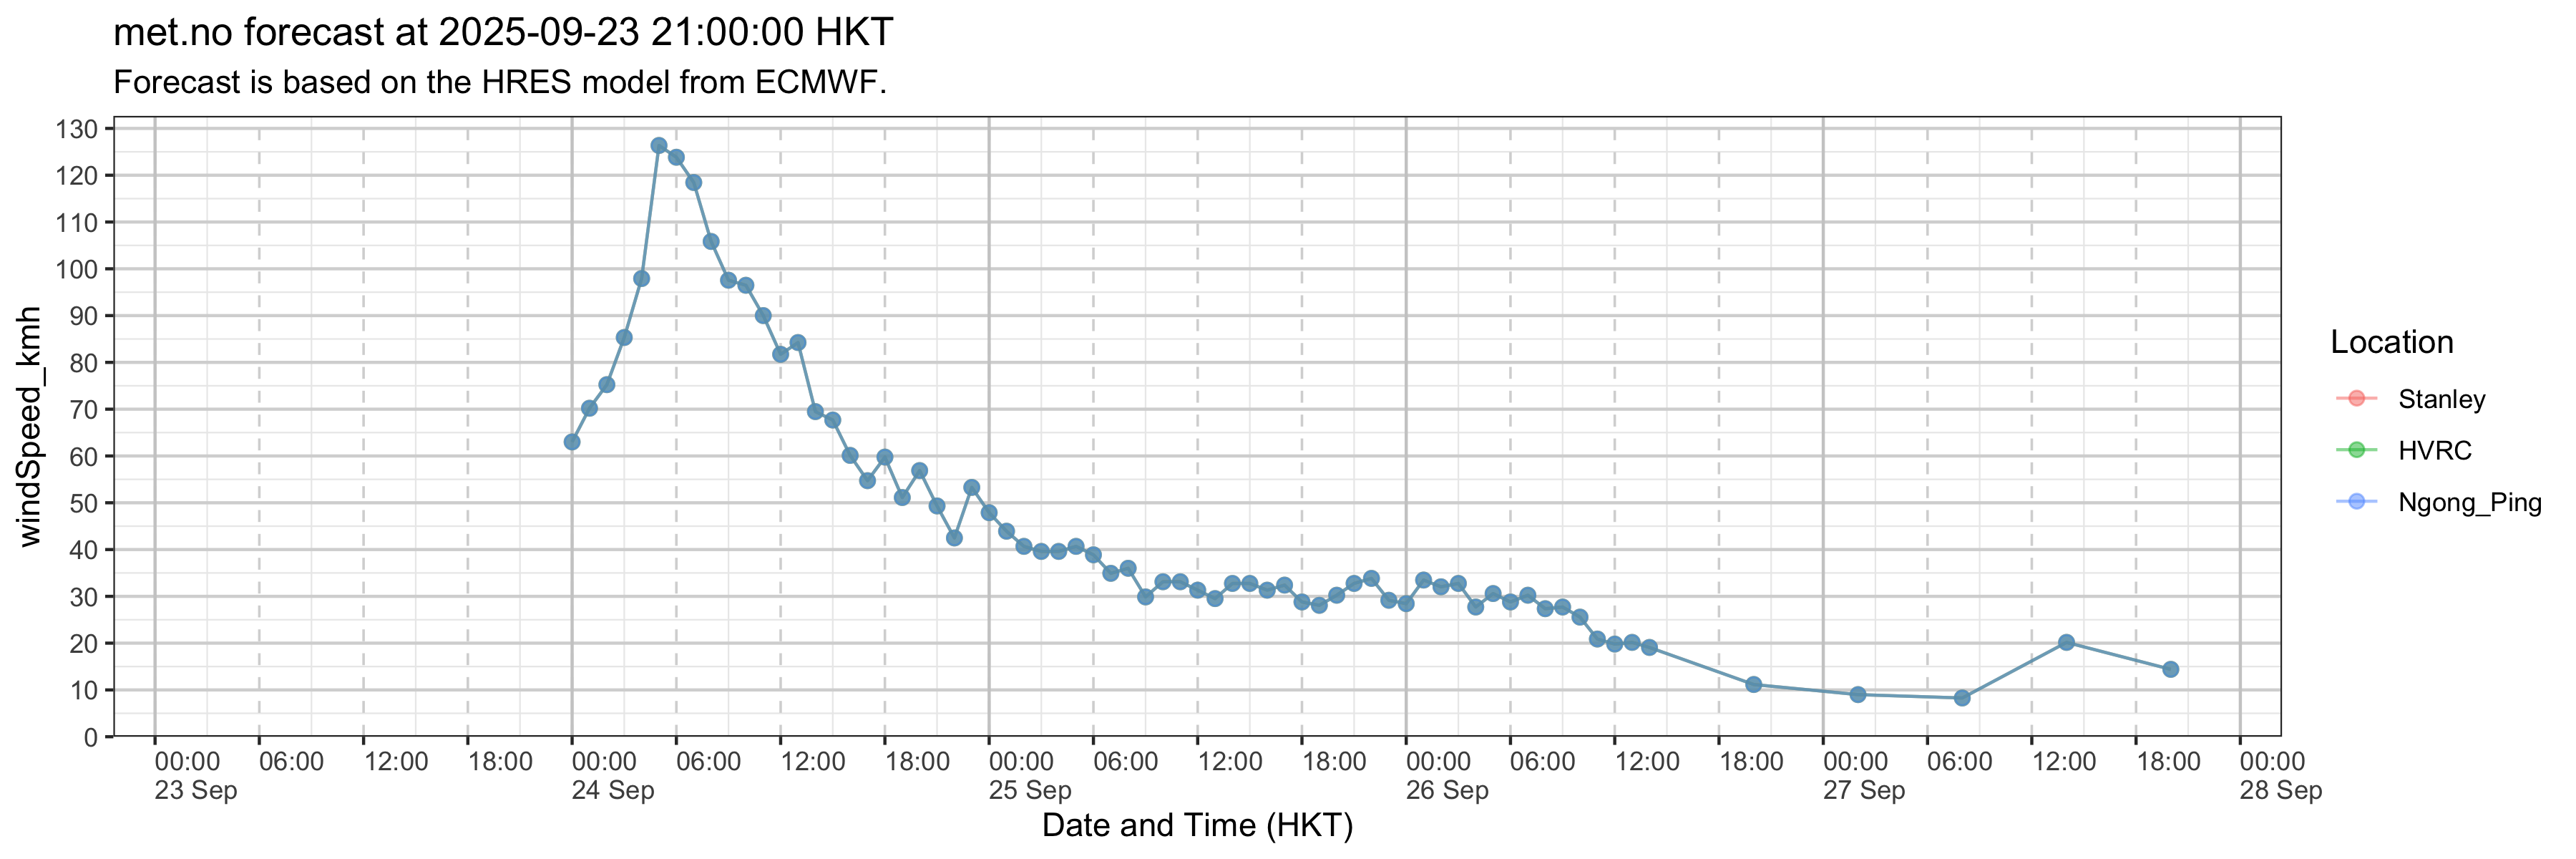 met.no forecast at 2025-09-23 21:00:00 HKT
Forecast is based on the HRES model from ECMWF.
windSpeed_kmh
130
120
110
100
90
80
70
60
50
40
30
20
10
0
00:00 06:00 12:00 18:00 00:00 06:00 12:00 18:00 00:00 06:00 12:00 18:00 00:00 06:00 12:00 18:00 00:00 06:00 12:00 18:00 00:00
23 Sep 24 Sep 25 Sep 26 Sep 27 Sep 28 Sep
Date and Time (HKT)
Location
Stanley
HVRC
Ngong_Ping